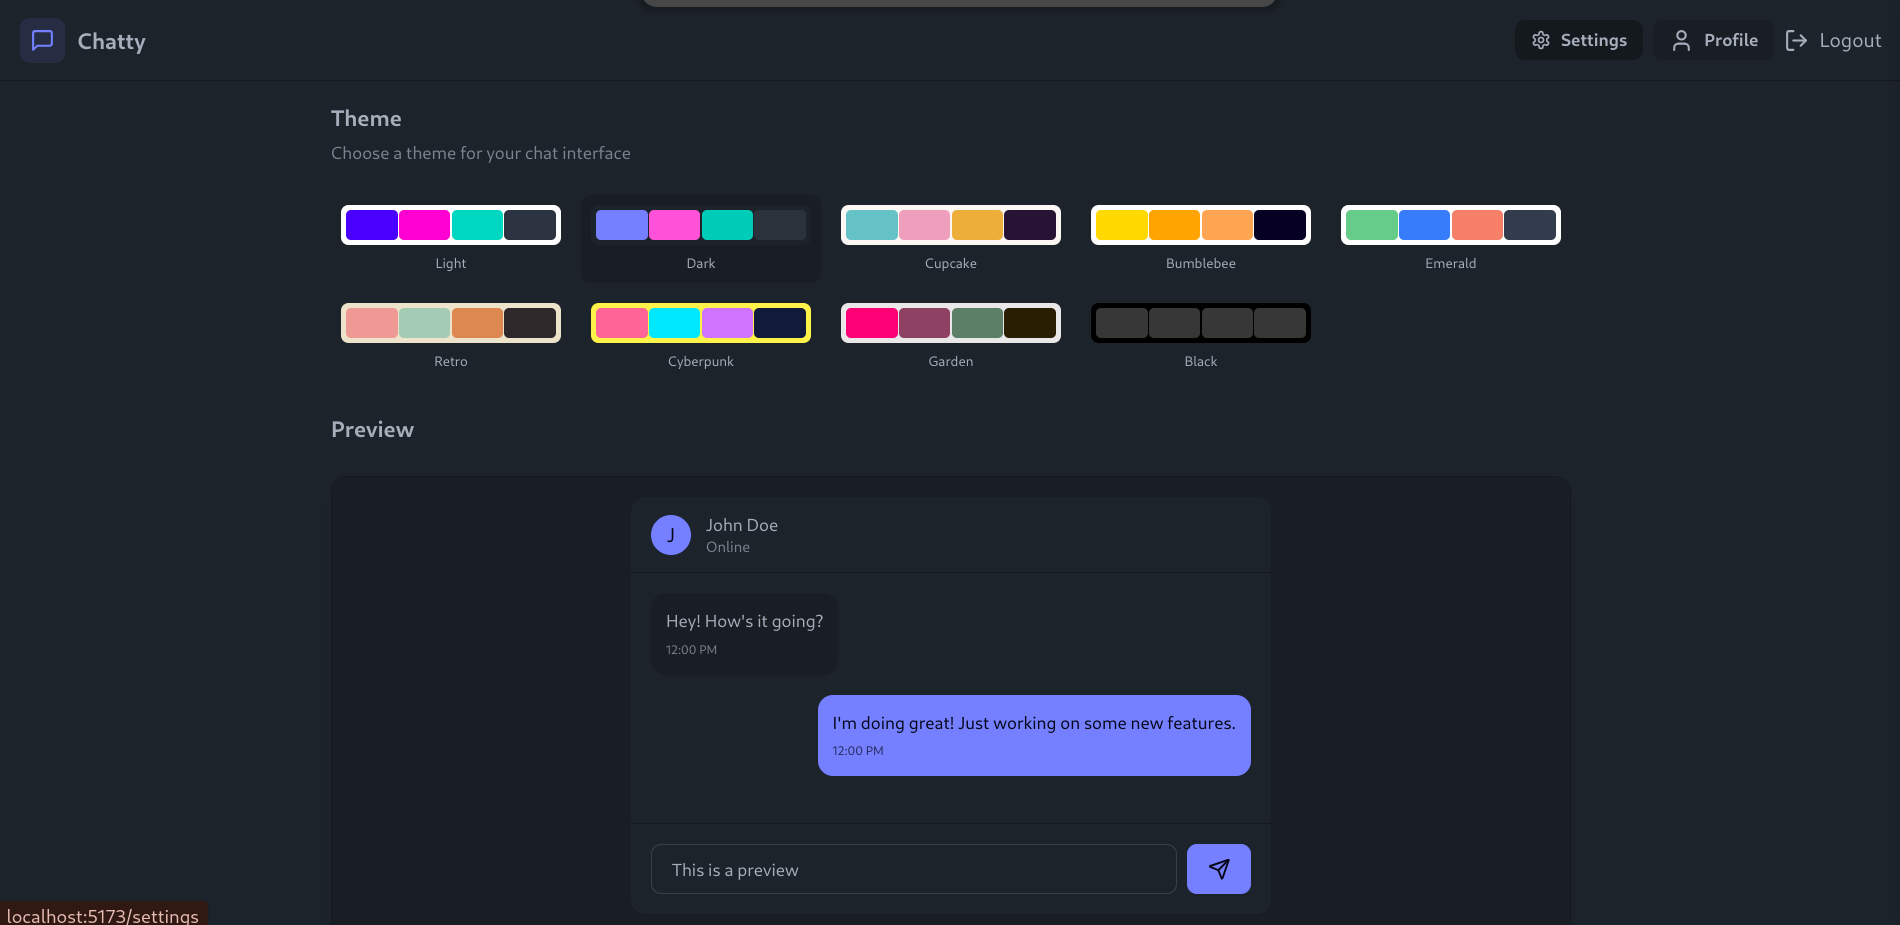 Chatty
Settings
Profile
Logout
Theme
Choose a theme for your chat interface
Light
Dark
Cupcake
Bumblebee
Emerald
Retro
Cyberpunk
Garden
Black
Preview
J
John Doe
Online
Hey! How's it going?
12:00 PM
I'm doing great! Just working on some new features.
12:00 PM
This is a preview
localhost:5173/settings